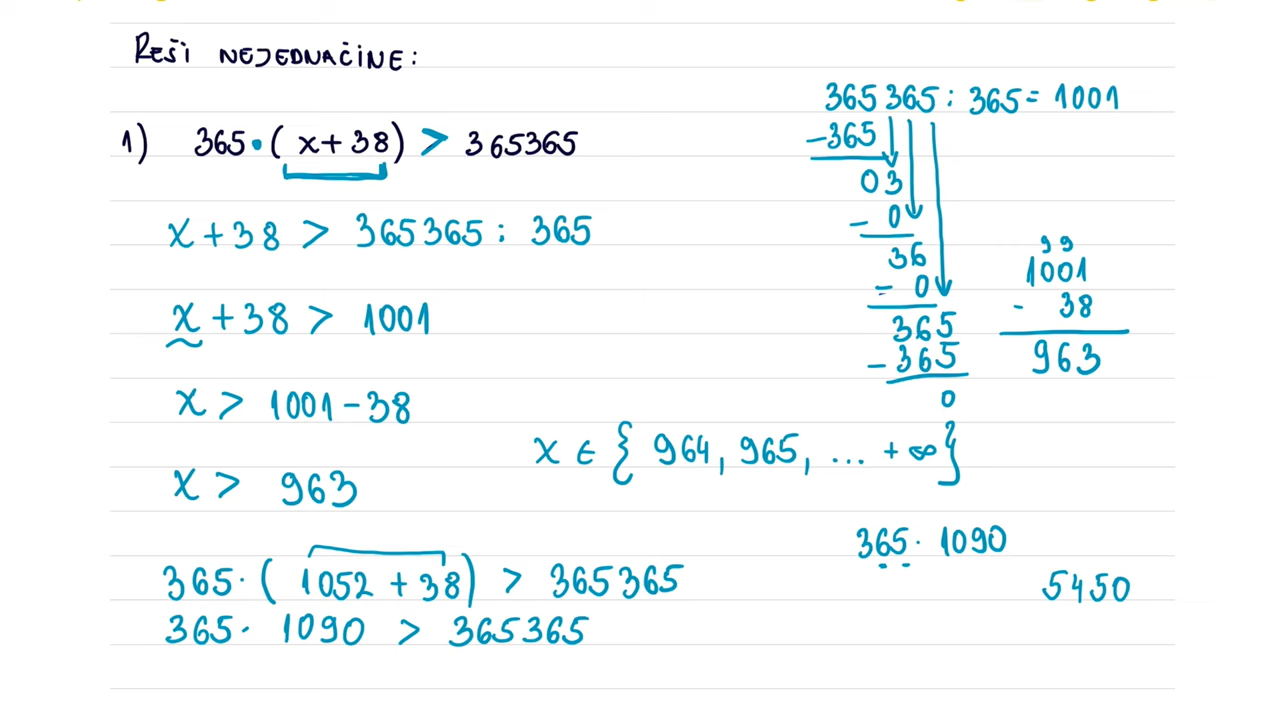 Reši NEJEDNAČINE:
1) 365·(x+38) > 365365
x+38 > 365365 : 365
x+38 > 1001
x > 1001-38
x > 963
x ∈ { 964, 965, ... +∞}
365·(1052+38) > 365365
365· 1090 > 365365
365365 : 365 = 1001
-365
03
- 0
36
- 0
365
-365
0
99
1001
- 38
963
365· 1090
5450